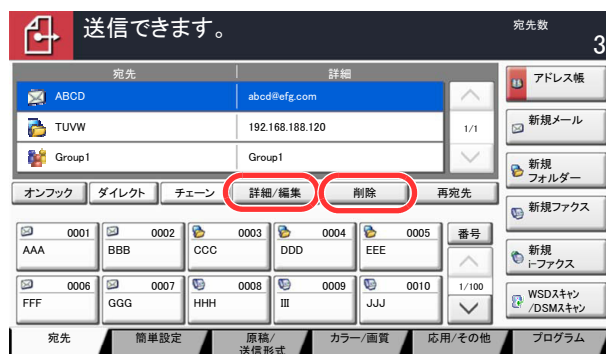 送信できます。
宛先数
3
宛先 詳細
ABCD abcd@efg.com
TUVW 192.168.188.120 1/1
Group1 Group1
アドレス帳
新規メール
新規
フォルダー
新規ファクス
新規
i-ファクス
WSDスキャン
/DSMスキャン
オンフック ダイレクト チェーン 詳細/編集 削除 再宛先
0001 0002 0003 0004 0005 番号
AAA BBB CCC DDD EEE
0006 0007 0008 0009 0010 1/100
FFF GGG HHH III JJJ
宛先 簡単設定 原稿/
送信形式 カラー/画質 応用/その他 プログラム